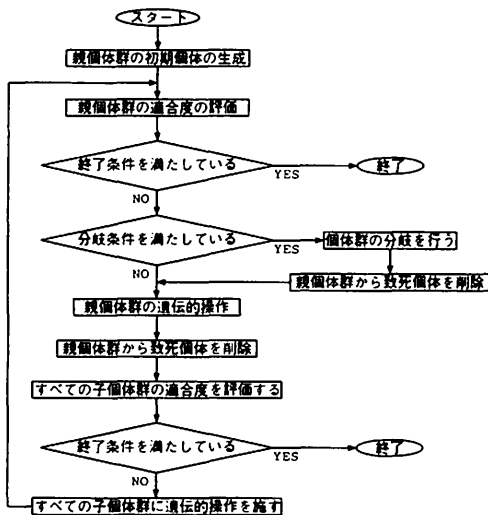 スタート
親個体群の初期個体の生成
親個体群の適合度の評価
終了条件を満たしている
YES
終了
NO
分岐条件を満たしている
YES
個体群の分岐を行う
NO
親個体群から致死個体を削除
親個体群の遺伝的操作
親個体群から致死個体を削除
すべての子個体群の適合度を評価する
終了条件を満たしている
YES
終了
NO
すべての子個体群に遺伝的操作を施す